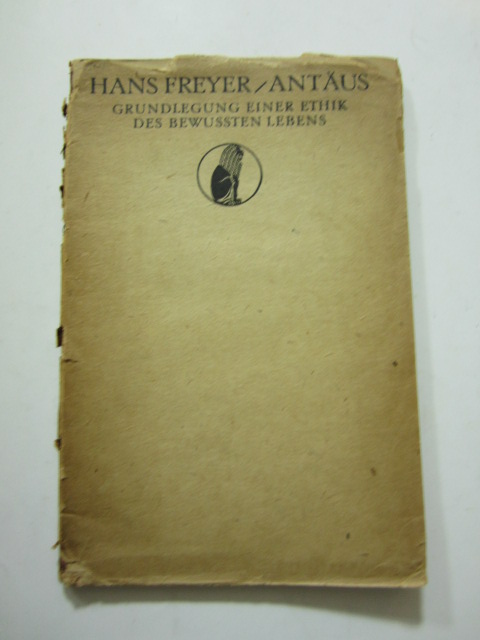 HANS FREYER / ANTÄUS
GRUNDLEGUNG EINER ETHIK
DES BEWUSSTEN LEBENS